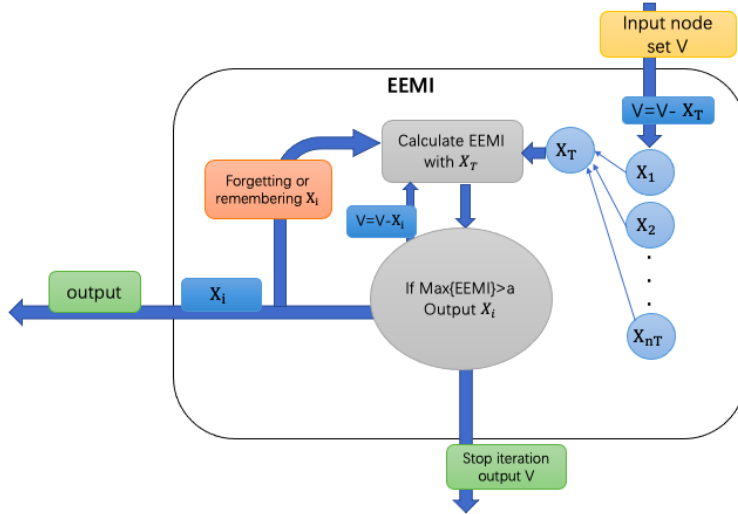 Input node
set V
EEMI
V=V- X_T
Calculate EEMI
with X_T
X_T
X_1
Forgetting or
remembering X_i
V=V-X_i
X_2
output
X_i
If Max{EEMI}>a
Output X_i
X_nT
Stop iteration
output V